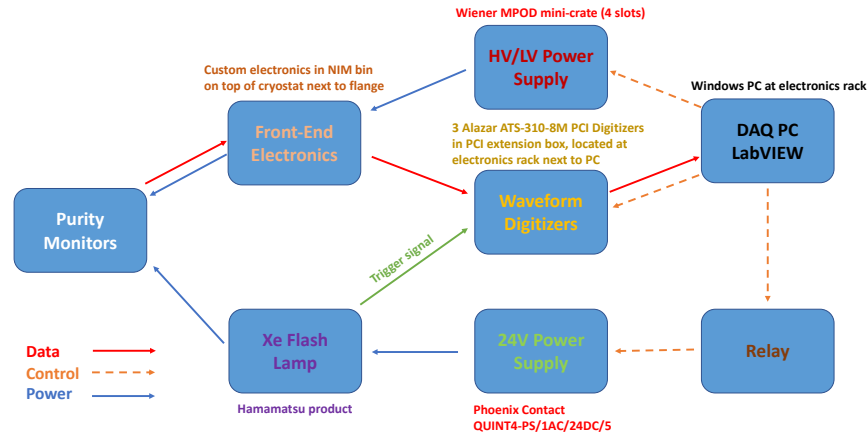 Wiener MPOD mini-crate (4 slots)
HV/LV Power
Supply
Custom electronics in NIM bin
on top of cryostat next to flange
Windows PC at electronics rack
Front-End
Electronics
3 Alazar ATS-310-8M PCI Digitizers
in PCI extension box, located at
electronics rack next to PC
DAQ PC
LabVIEW
Purity
Monitors
Waveform
Digitizers
Trigger signal
Xe Flash
Lamp
24V Power
Supply
Relay
Data
Control
Power
Hamamatsu product
Phoenix Contact
QUINT4-PS/1AC/24DC/5